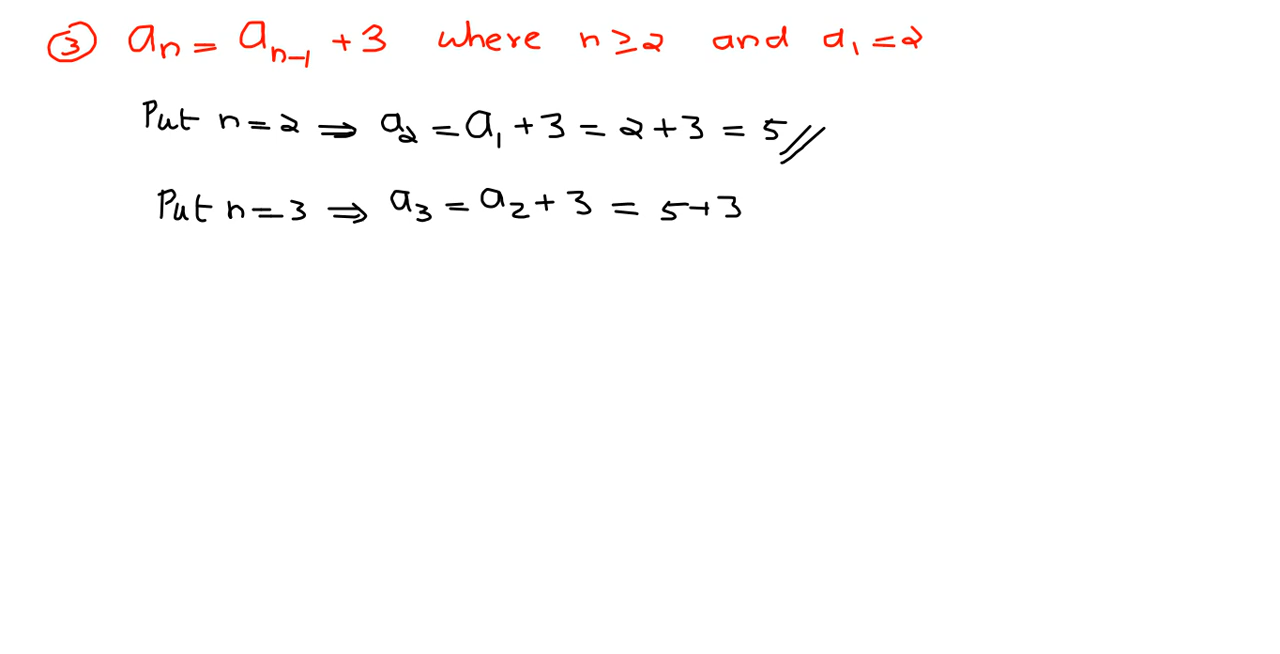 ③ aₙ = aₙ₋₁ + 3 where n ≥ 2 and a₁ = 2
Put n = 2 ⇒ a₂ = a₁ + 3 = 2 + 3 = 5//
Put n = 3 ⇒ a₃ = a₂ + 3 = 5 + 3